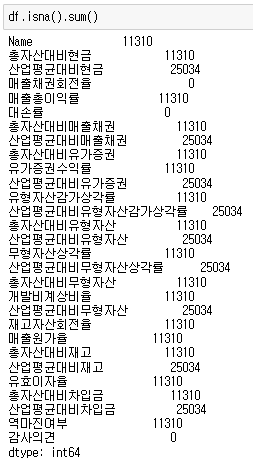 df.isna().sum()
Name 11310
총자산대비현금 11310
산업평균대비현금 25034
매출채권회전율 0
매출총이익률 11310
대손률 0
총자산대비매출채권 11310
산업평균대비매출채권 25034
총자산대비유가증권 11310
유가증권수익률 11310
산업평균대비유가증권 25034
유형자산감가상각률 11310
산업평균대비유형자산감가상각률 25034
총자산대비유형자산 11310
산업평균대비유형자산 25034
무형자산상각률 11310
산업평균대비무형자산상각률 25034
총자산대비무형자산 11310
개발비계상비율 11310
산업평균대비무형자산 25034
재고자산회전율 11310
매출원가율 11310
총자산대비재고 11310
산업평균대비재고 25034
유효이자율 11310
총자산대비차입금 11310
산업평균대비차입금 25034
역마진여부 11310
감사의견 0
dtype: int64